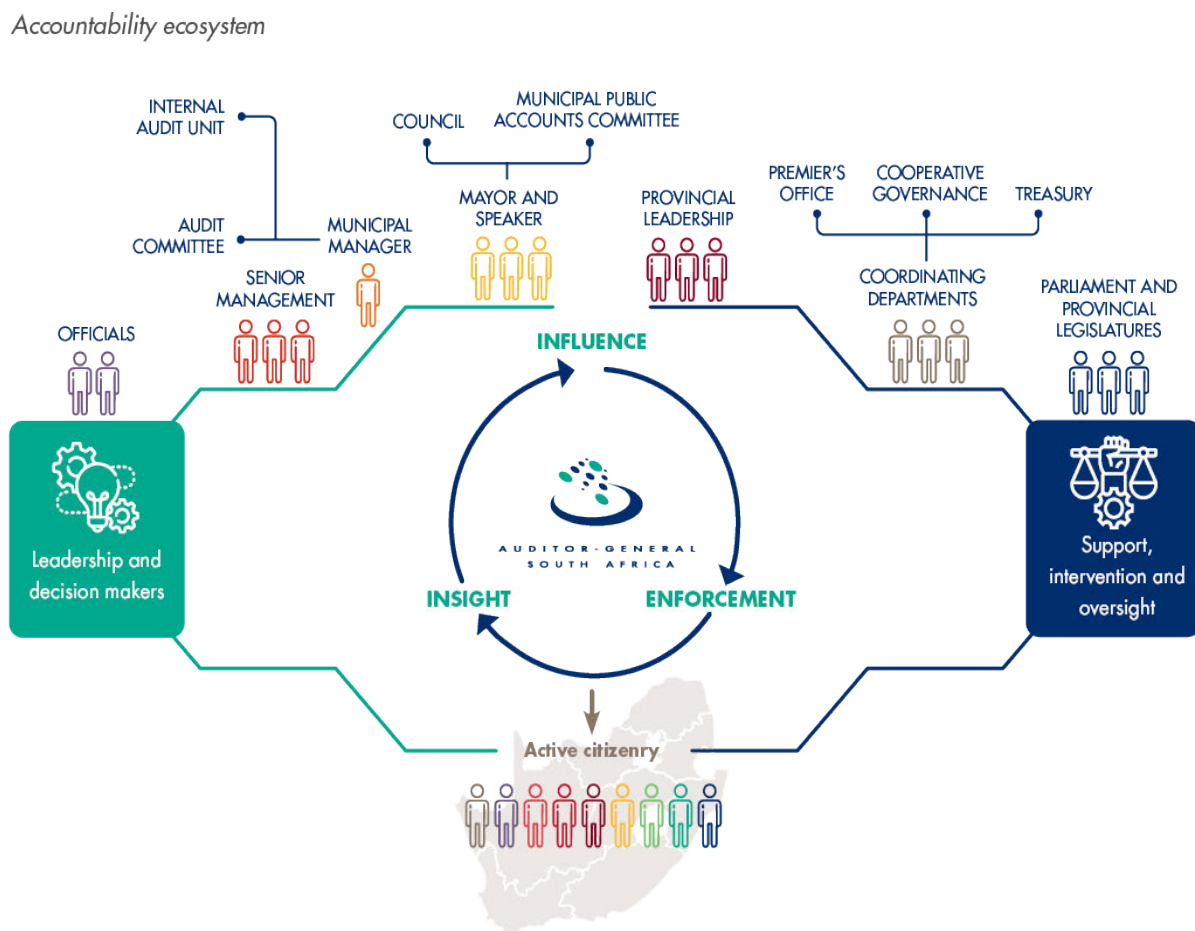 Accountability ecosystem
INTERNAL
AUDIT UNIT
AUDIT
COMMITTEE
MUNICIPAL
MANAGER
SENIOR
MANAGEMENT
OFFICIALS
COUNCIL
MUNICIPAL PUBLIC
ACCOUNTS COMMITTEE
MAYOR AND
SPEAKER
PROVINCIAL
LEADERSHIP
PREMIER'S
OFFICE
COOPERATIVE
GOVERNANCE
TREASURY
COORDINATING
DEPARTMENTS
PARLIAMENT AND
PROVINCIAL
LEGISLATURES
INFLUENCE
AUDITOR-GENERAL
SOUTH AFRICA
INSIGHT
ENFORCEMENT
Leadership and
decision makers
Support,
intervention and
oversight
Active citizenry